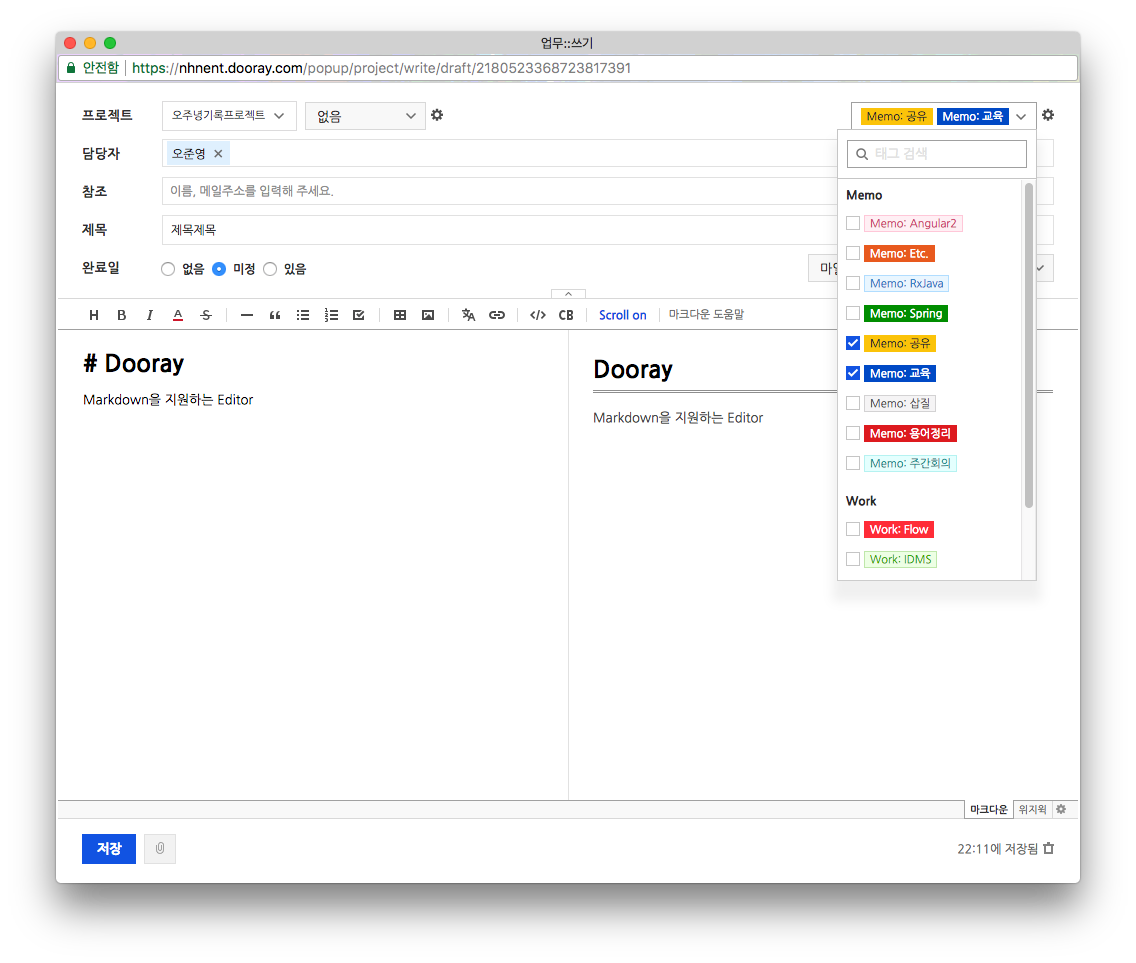 업무::쓰기
안전함 https://nhnent.dooray.com/popup/project/write/draft/2180523368723817391
프로젝트 오주녕기록프로젝트 없음 Memo: 공유 Memo: 교육
담당자 오준영 ×
태그 검색
참조 이름, 메일주소를 입력해 주세요.
제목 제목제목
완료일 없음 미정 있음
H B I A S </> CB Scroll on 마크다운 도움말
# Dooray
Markdown을 지원하는 Editor
Dooray
Markdown을 지원하는 Editor
Memo
Memo: Angular2
Memo: Etc.
Memo: RxJava
Memo: Spring
Memo: 공유
Memo: 교육
Memo: 삽질
Memo: 용어정리
Memo: 주간회의
Work
Work: Flow
Work: IDMS
마크다운 위지윅
저장 22:11에 저장됨